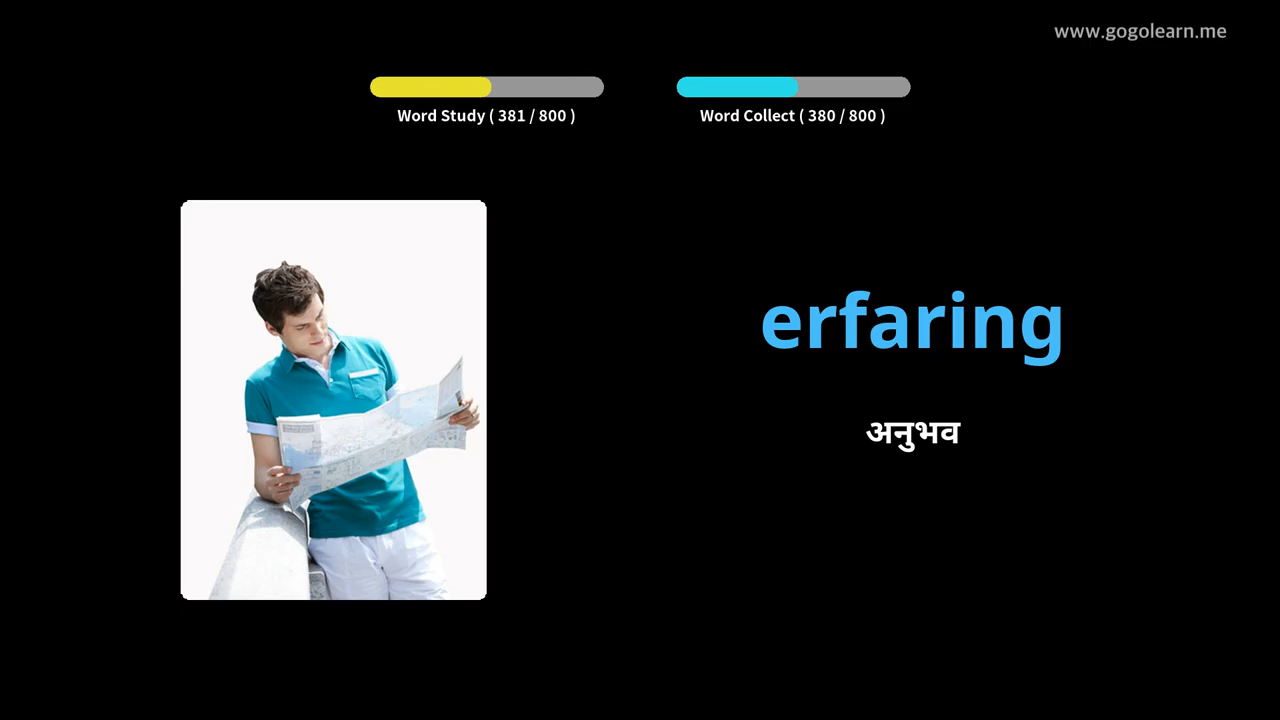 www.gogolearn.me
Word Study ( 381 / 800 )
Word Collect ( 380 / 800 )
erfaring
अनुभव